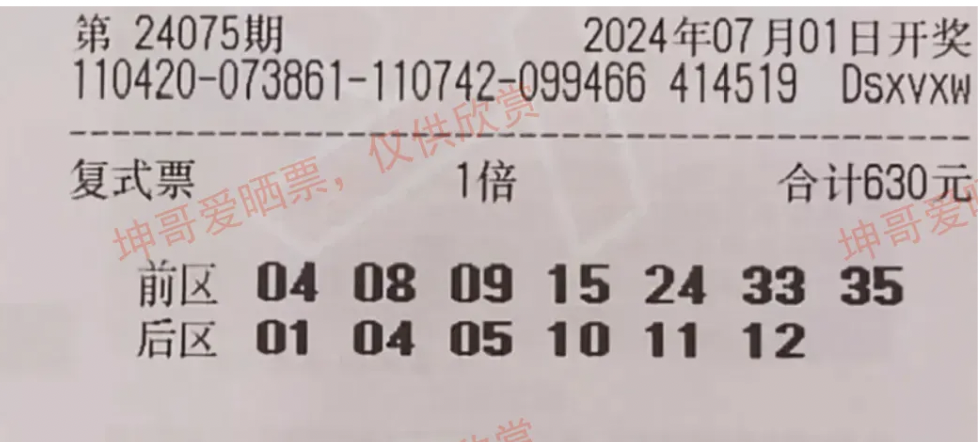 第 24075期 2024年07月01日开奖
110420-073861-110742-099466 414519 DsxvxW
复式票 1倍 合计630元
坤哥爱晒票，仅供欣赏
坤哥爱晒
前区 04 08 09 15 24 33 35
后区 01 04 05 10 11 12
欣赏